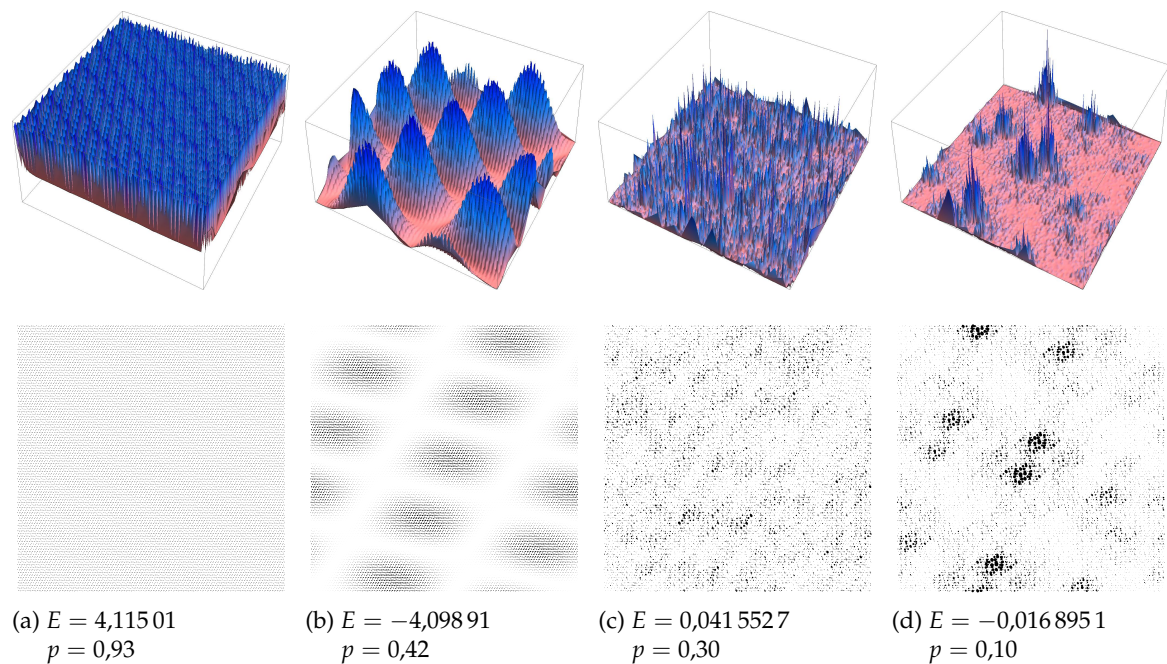 (a) E = 4,115 01
p = 0,93
(b) E = −4,098 91
p = 0,42
(c) E = 0,041 552 7
p = 0,30
(d) E = −0,016 895 1
p = 0,10